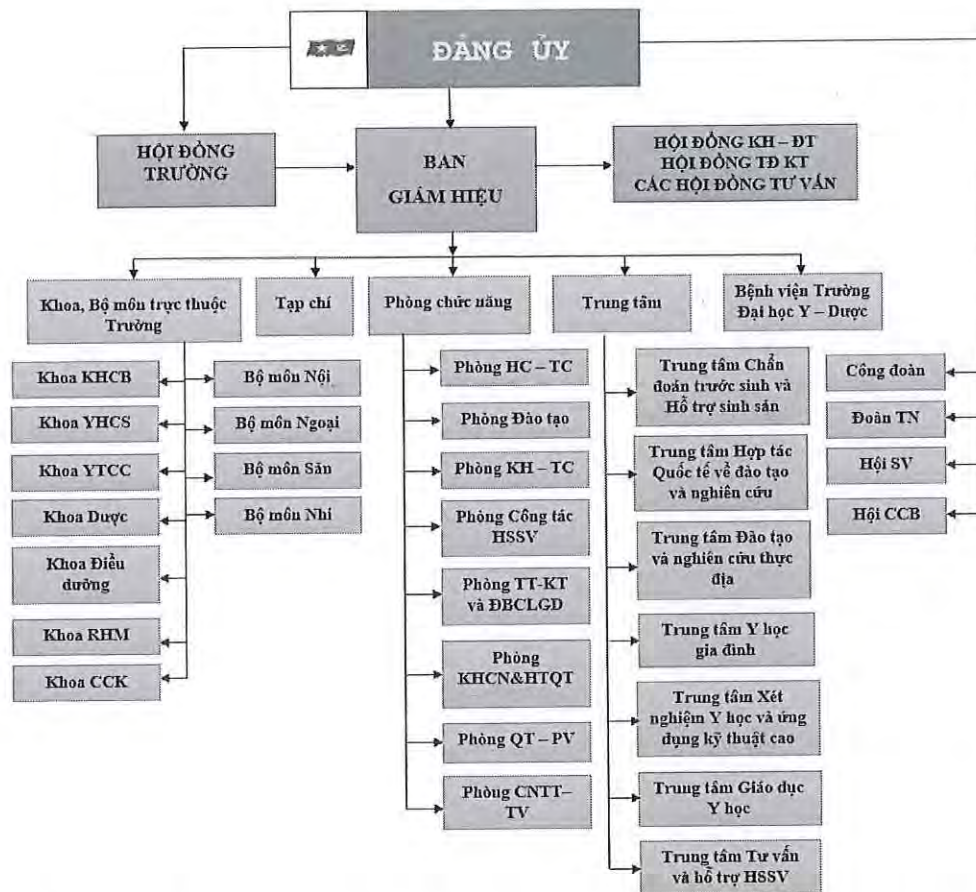 ĐẢNG ỦY
HỘI ĐỒNG
TRƯỜNG
BAN
GIÁM HIỆU
HỘI ĐỒNG KH – ĐT
HỘI ĐỒNG TĐ KT
CÁC HỘI ĐỒNG TƯ VẤN
Khoa, Bộ môn trực thuộc
Trường
Tạp chí
Phòng chức năng
Trung tâm
Bệnh viện Trường
Đại học Y – Dược
Khoa KHCB
Khoa YHCS
Khoa YTCC
Khoa Dược
Khoa Điều
dưỡng
Khoa RHM
Khoa CCK
Bộ môn Nội
Bộ môn Ngoại
Bộ môn Sản
Bộ môn Nhi
Phòng HC – TC
Phòng Đào tạo
Phòng KH – TC
Phòng Công tác
HSSV
Phòng TT-KT
và ĐBCLGD
Phòng
KHCN&HTQT
Phòng QT – PV
Phòng CNTT–
TV
Trung tâm Chẩn
đoán trước sinh và
Hỗ trợ sinh sản
Trung tâm Hợp tác
Quốc tế về đào tạo
và nghiên cứu
Trung tâm Đào tạo
và nghiên cứu thực
địa
Trung tâm Y học
gia đình
Trung tâm Xét
nghiệm Y học và ứng
dụng kỹ thuật cao
Trung tâm Giáo dục
Y học
Trung tâm Tư vấn
và hỗ trợ HSSV
Công đoàn
Đoàn TN
Hội SV
Hội CCB